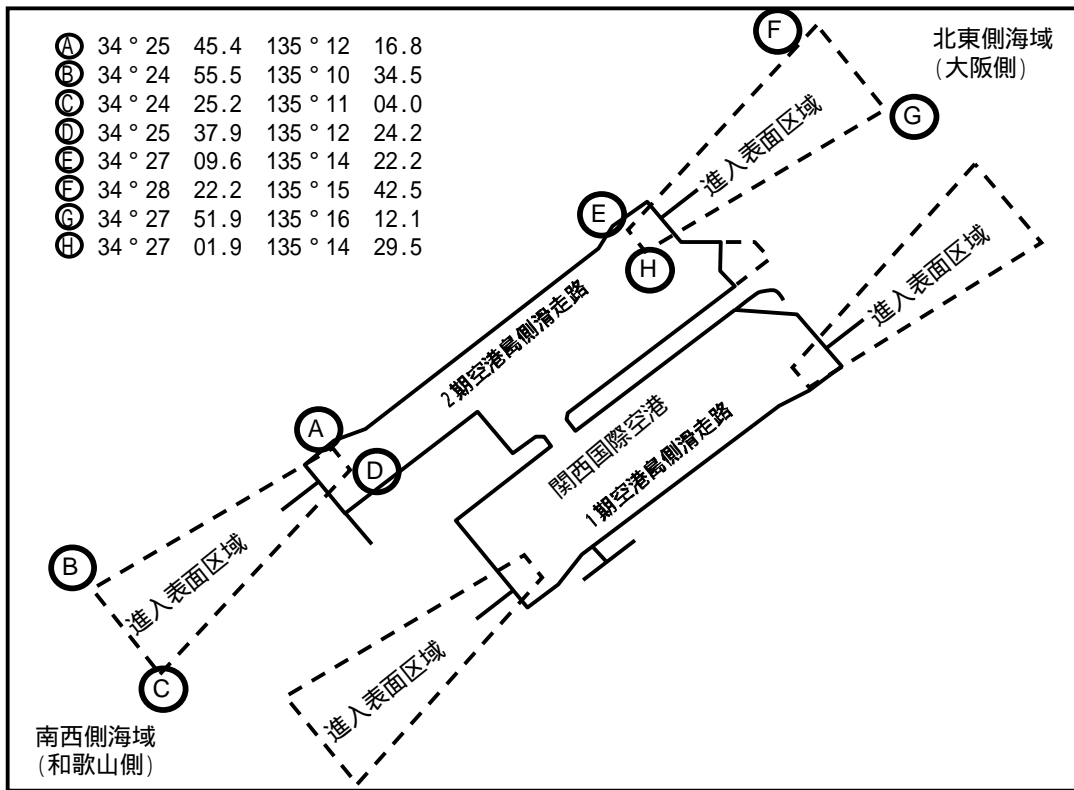 Ⓐ 34°25 45.4 135°12 16.8
Ⓑ 34°24 55.5 135°10 34.5
Ⓒ 34°24 25.2 135°11 04.0
Ⓓ 34°25 37.9 135°12 24.2
Ⓔ 34°27 09.6 135°14 22.2
Ⓕ 34°28 22.2 135°15 42.5
Ⓖ 34°27 51.9 135°16 12.1
Ⓗ 34°27 01.9 135°14 29.5
F
北東側海域
(大阪側)
G
進入表面区域
E
H
進入表面区域
2期空港島側滑走路
A
D
関西国際空港
1期空港島側滑走路
B
進入表面区域
C
進入表面区域
南西側海域
(和歌山側)